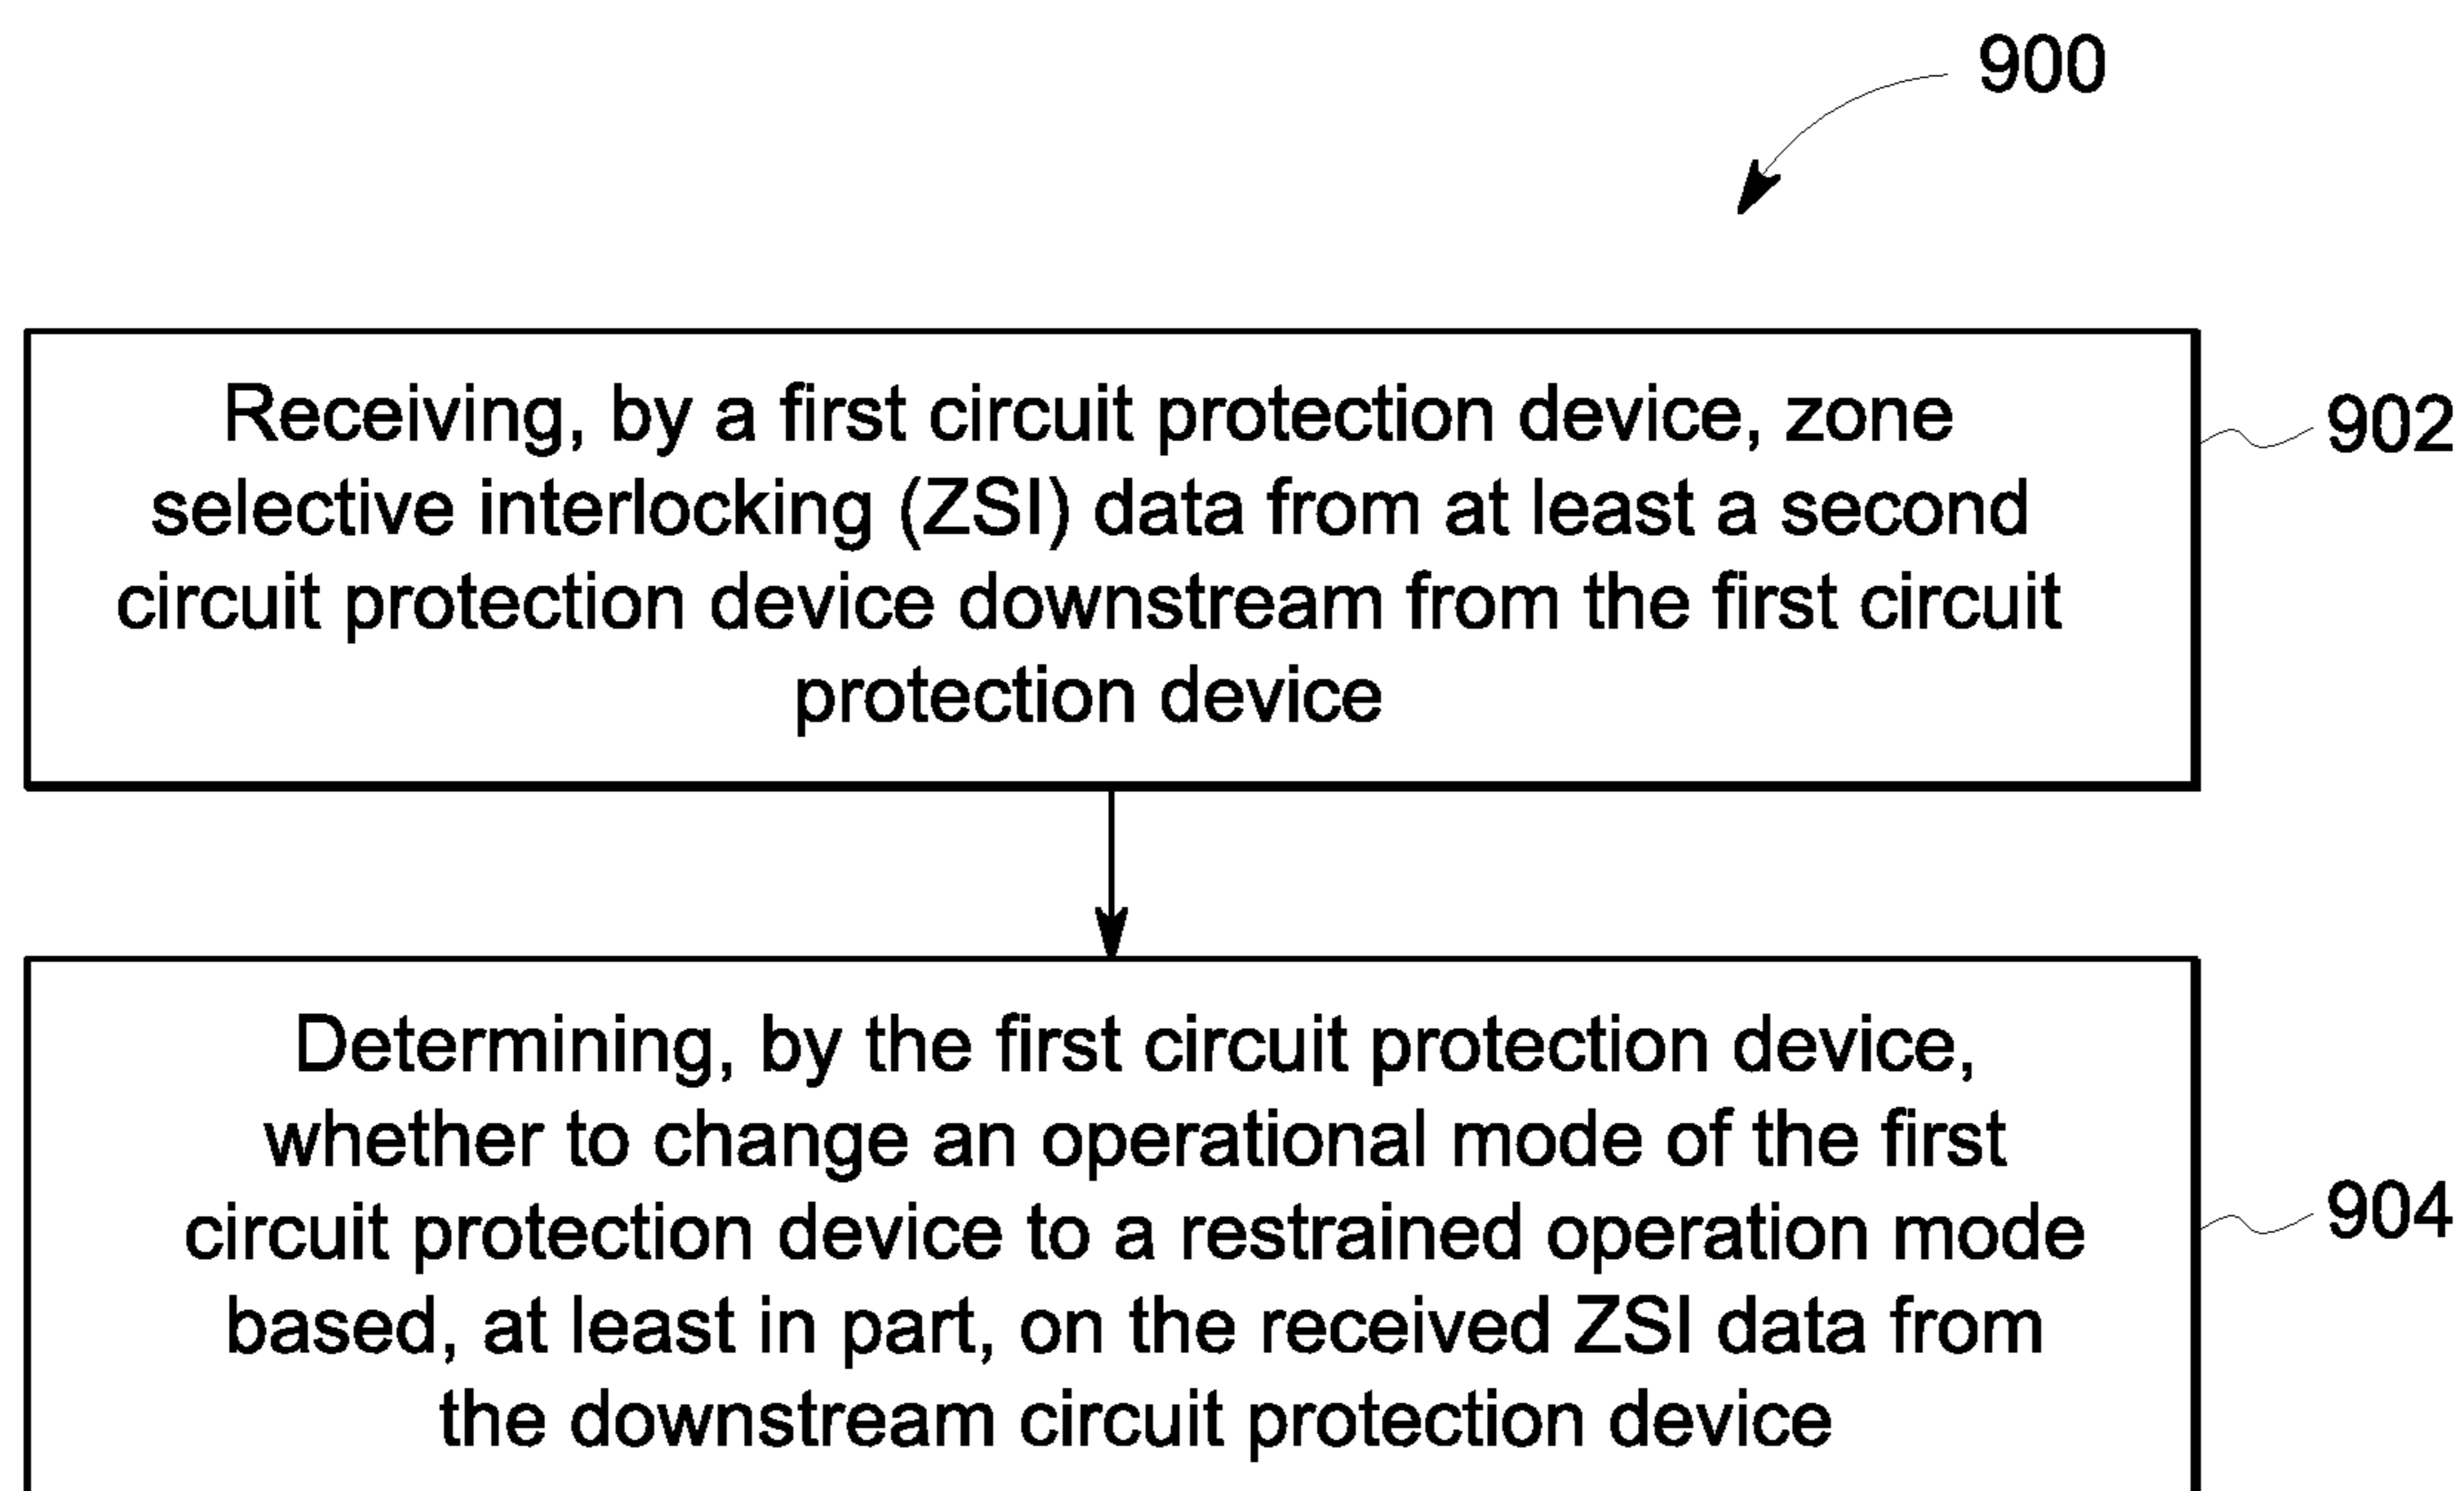 900
Receiving, by a first circuit protection device, zone
selective interlocking (ZSI) data from at least a second
circuit protection device downstream from the first circuit
protection device
902
Determining, by the first circuit protection device,
whether to change an operational mode of the first
circuit protection device to a restrained operation mode
based, at least in part, on the received ZSI data from
the downstream circuit protection device
904